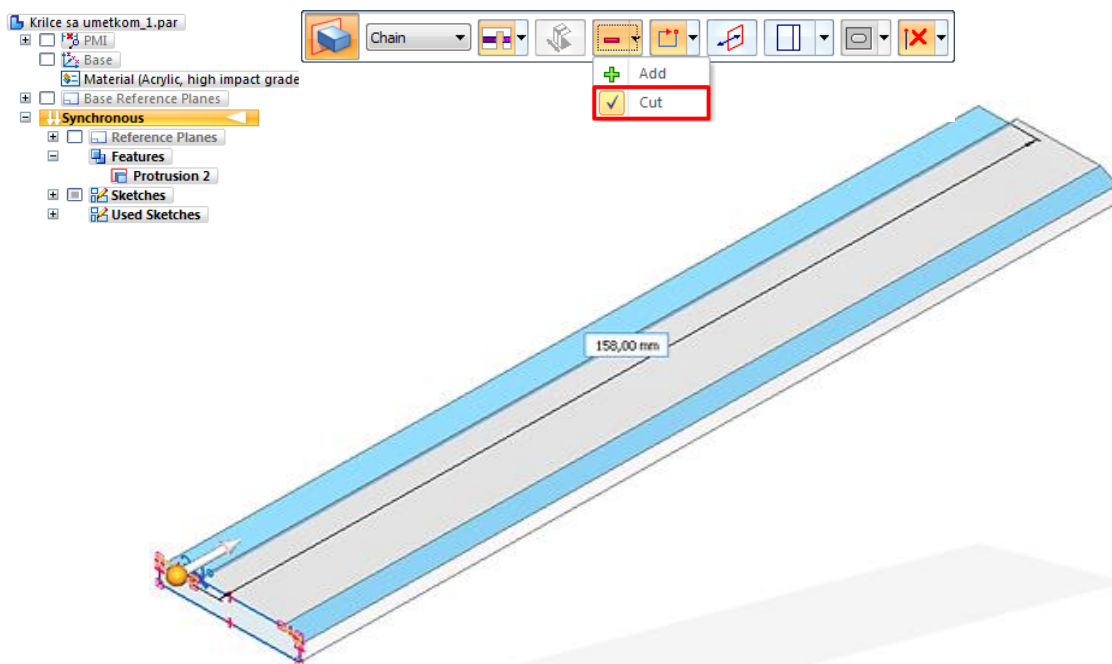 Krilce sa umetkom_1.par
PMI
Base
Material (Acrylic, high impact grade
Base Reference Planes
Synchronous
Reference Planes
Features
Protrusion 2
Sketches
Used Sketches
Chain
Add
Cut
158,00 mm